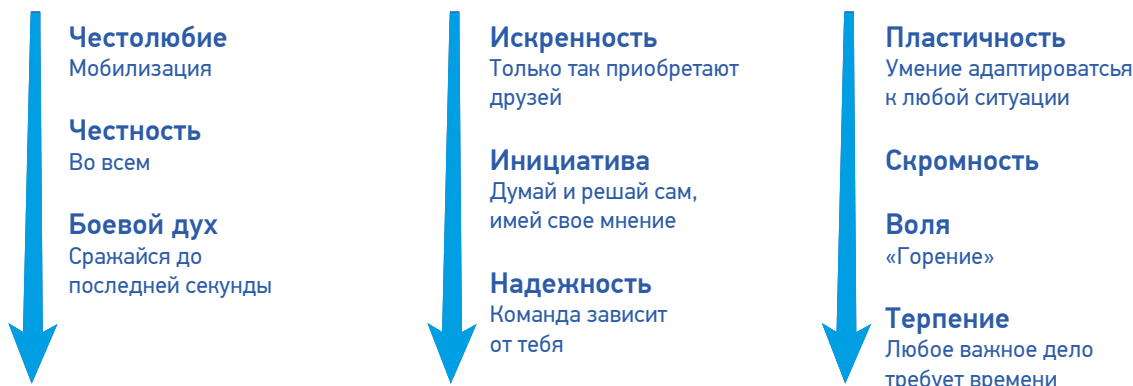 Честолюбие
Мобилизация
Честность
Во всем
Боевой дух
Сражайся до
последней секунды
Искренность
Только так приобретают
друзей
Инициатива
Думай и решай сам,
имей свое мнение
Надежность
Команда зависит
от тебя
Пластичность
Умение адаптироватсья
к любой ситуации
Скромность
Воля
«Горение»
Терпение
Любое важное дело
требует времени